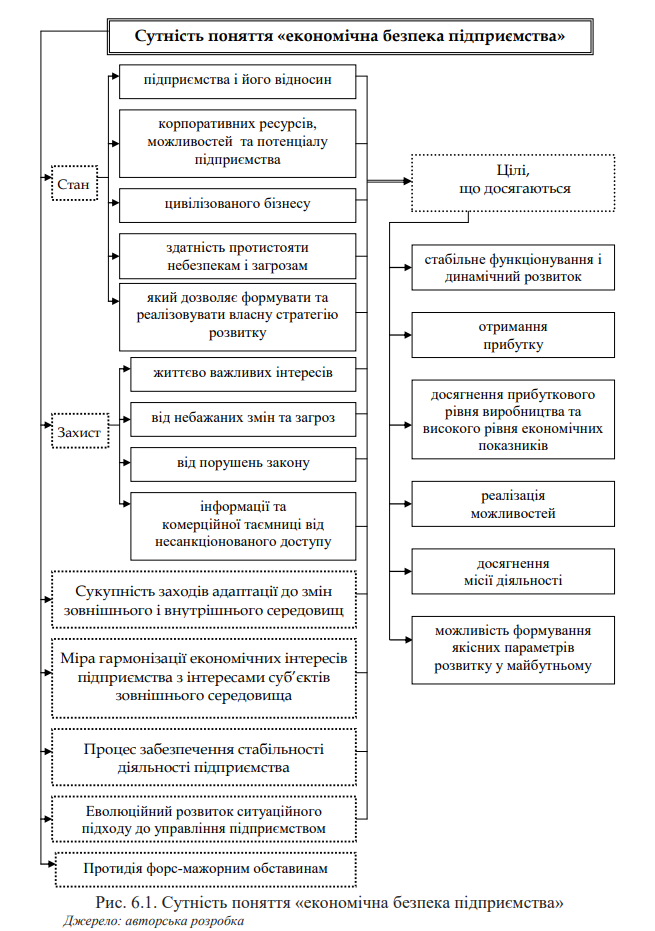 Сутність поняття «економічна безпека підприємства»
Стан
підприємства і його відносин
корпоративних ресурсів,
можливостей та потенціалу
підприємства
цивілізованого бізнесу
здатність протистояти
небезпекам і загрозам
який дозволяє формувати та
реалізовувати власну стратегію
розвитку
Захист
життєво важливих інтересів
від небажаних змін та загроз
від порушень закону
інформації та
комерційної таємниці від
несанкціонованого доступу
Сукупність заходів адаптації до змін
зовнішнього і внутрішнього середовищ
Міра гармонізації економічних інтересів
підприємства з інтересами суб’єктів
зовнішнього середовища
Процес забезпечення стабільності
діяльності підприємства
Еволюційний розвиток ситуаційного
підходу до управління підприємством
Протидія форс-мажорним обставинам
Цілі,
що досягаються
стабільне функціонування і
динамічний розвиток
отримання
прибутку
досягнення прибуткового
рівня виробництва та
високого рівня економічних
показників
реалізація
можливостей
досягнення
місії діяльності
можливість формування
якісних параметрів
розвитку у майбутньому
Рис. 6.1. Сутність поняття «економічна безпека підприємства»
Джерело: авторська розробка